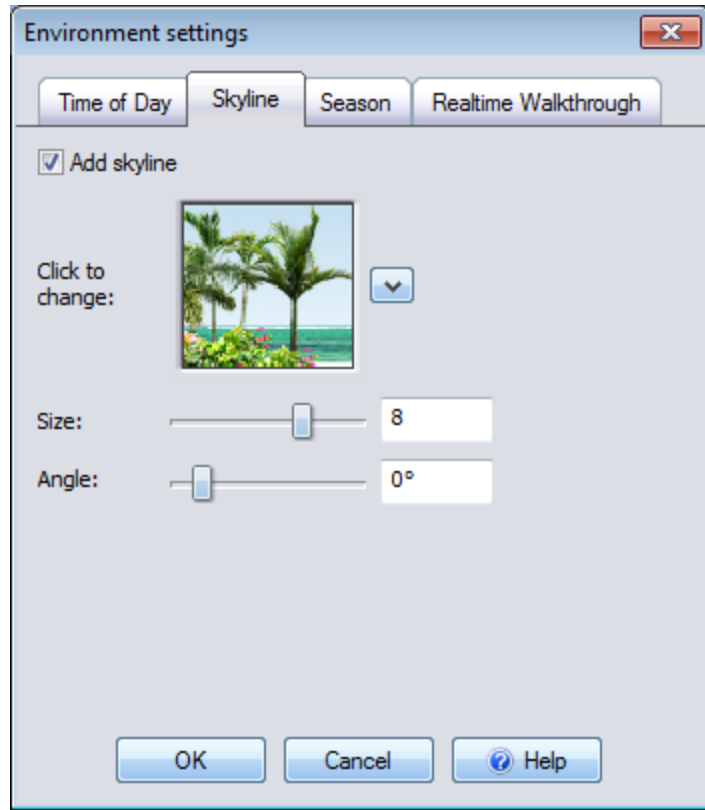 Environment settings
Time of Day
Skyline
Season
Realtime Walkthrough
Add skyline
Click to
change:
Size:
8
Angle:
0°
OK
Cancel
Help